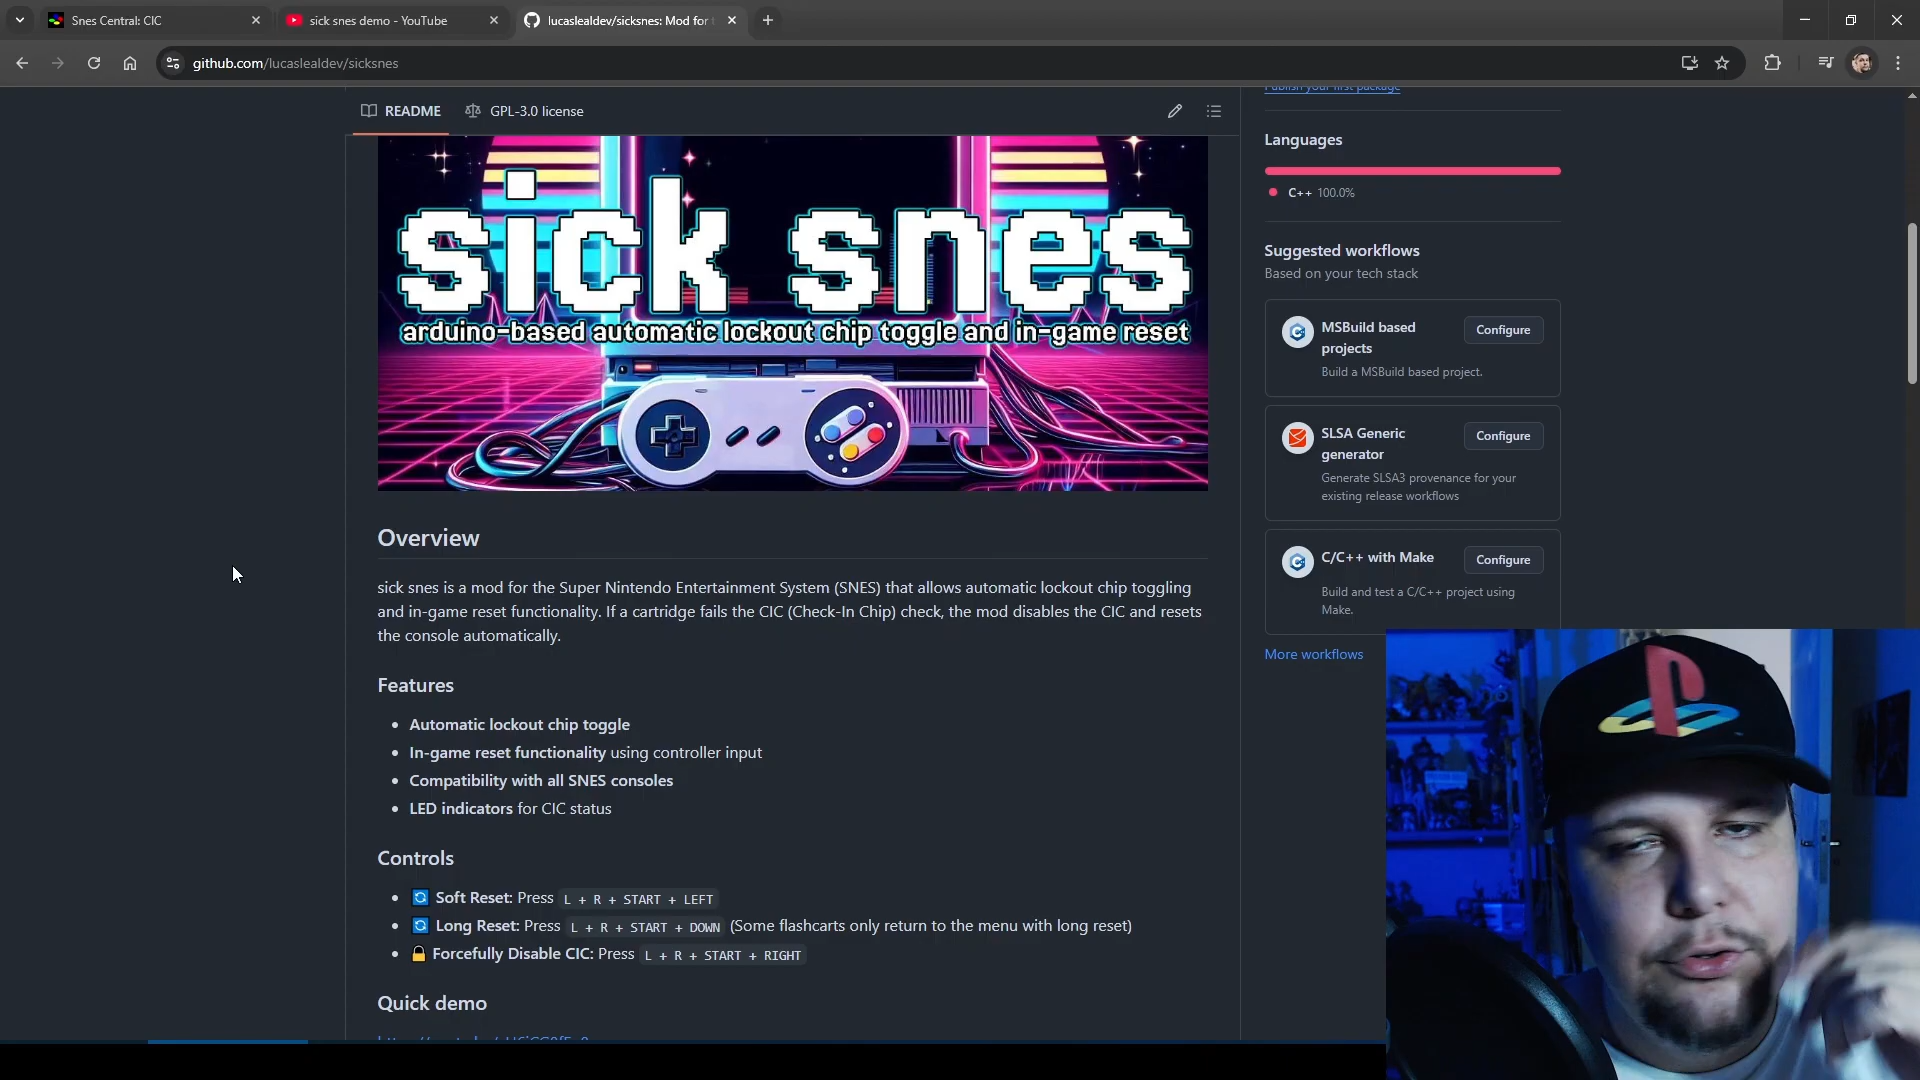 Snes Central: CIC
sick snes demo - YouTube
lucaslealdev/sicksnes: Mod for
github.com/lucaslealdev/sicksnes
README
GPL-3.0 license
sick snes
arduino-based automatic lockout chip toggle and in-game reset
Overview
sick snes is a mod for the Super Nintendo Entertainment System (SNES) that allows automatic lockout chip toggling
and in-game reset functionality. If a cartridge fails the CIC (Check-In Chip) check, the mod disables the CIC and resets
the console automatically.
Features
Automatic lockout chip toggle
In-game reset functionality using controller input
Compatibility with all SNES consoles
LED indicators for CIC status
Controls
Soft Reset: Press L + R + START + LEFT
Long Reset: Press L + R + START + DOWN (Some flashcarts only return to the menu with long reset)
Forcefully Disable CIC: Press L + R + START + RIGHT
Quick demo
Publish your first package
Languages
C++ 100.0%
Suggested workflows
Based on your tech stack
MSBuild based
projects
Configure
Build a MSBuild based project.
SLSA Generic
generator
Configure
Generate SLSA3 provenance for your
existing release workflows
C/C++ with Make
Configure
Build and test a C/C++ project using
Make.
More workflows